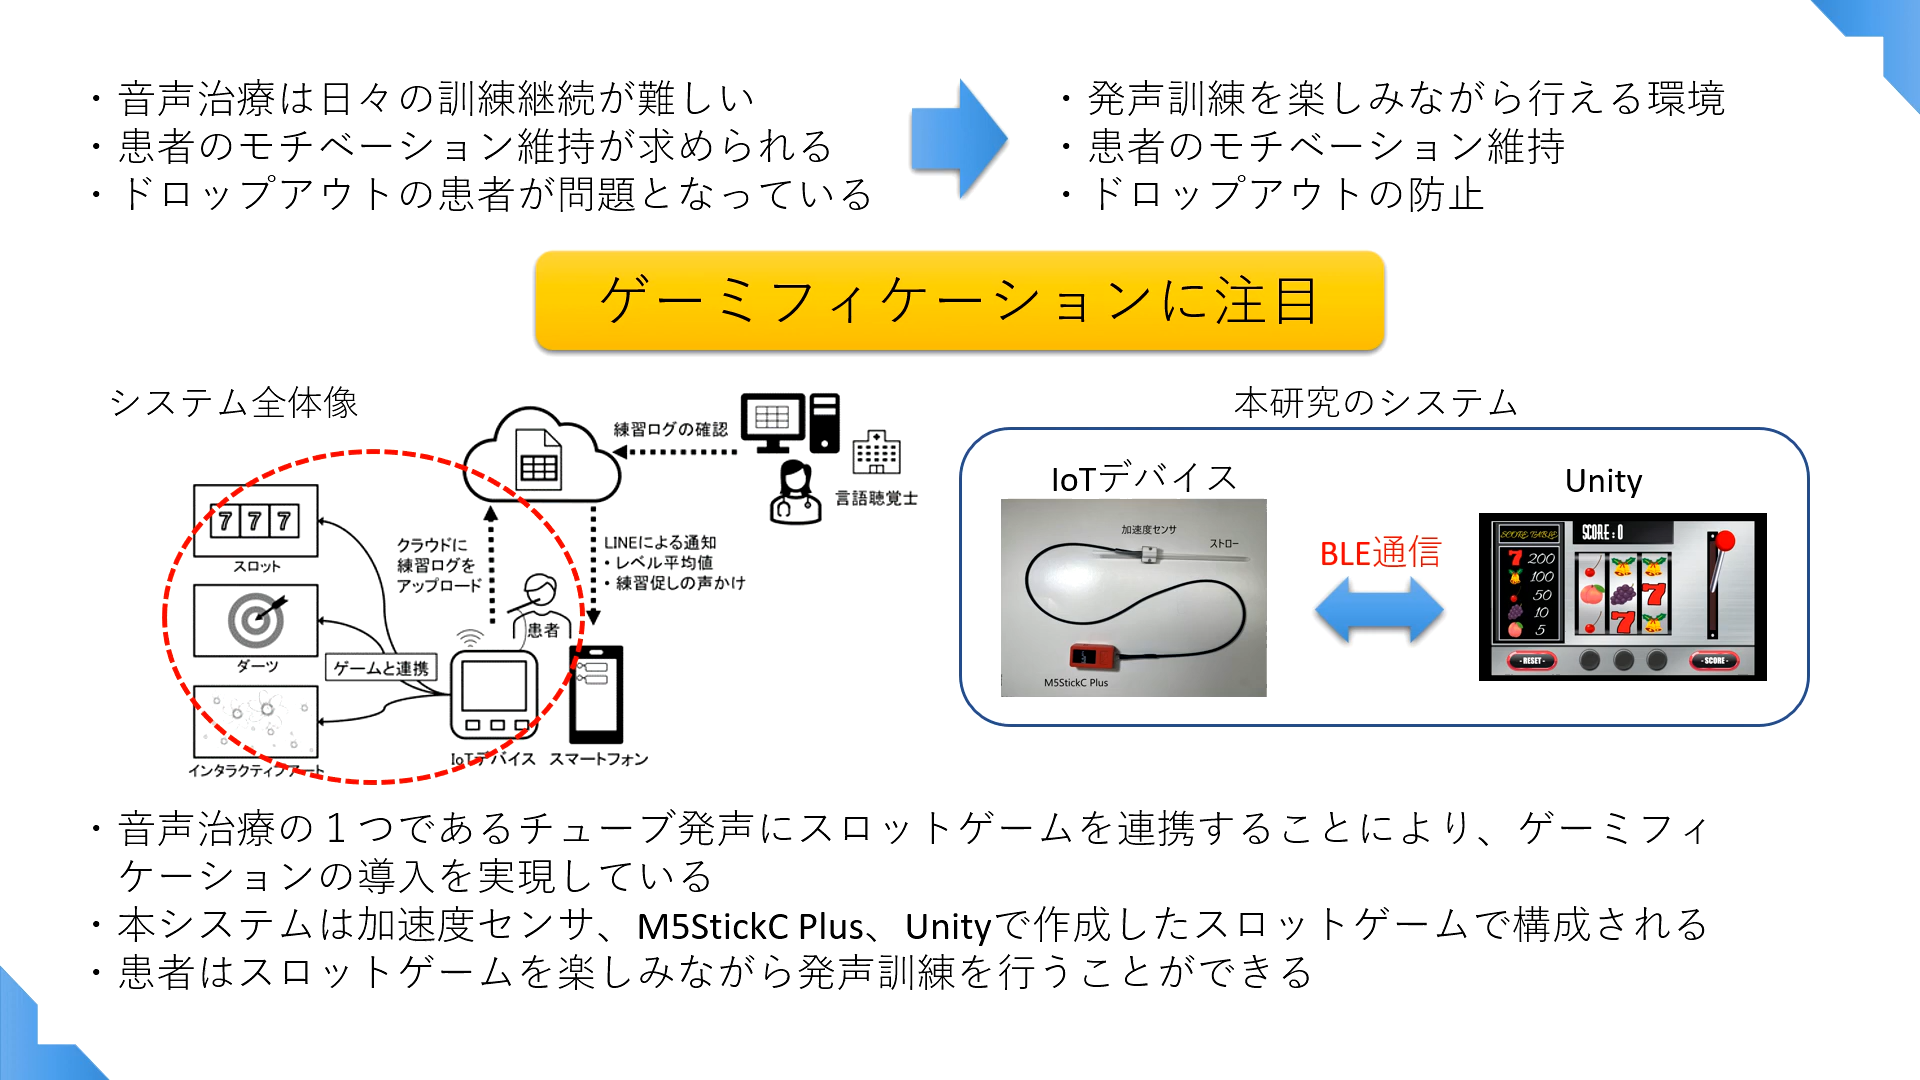 ・音声治療は日々の訓練継続が難しい
・患者のモチベーション維持が求められる
・ドロップアウトの患者が問題となっている
・発声訓練を楽しみながら行える環境
・患者のモチベーション維持
・ドロップアウトの防止
ゲーミフィケーションに注目
システム全体像
練習ログの確認
言語聴覚士
777
スロット
クラウドに
練習ログを
アップロード
LINEによる通知
・レベル平均値
・練習促しの声かけ
患者
ダーツ
ゲームと連携
インタラクティブアート
IoTデバイス
スマートフォン
本研究のシステム
IoTデバイス
加速度センサ
ストロー
M5StickC Plus
BLE通信
Unity
SCORE TABLE
SCORE : 0
7 200
100
50
10
5
7
7
- RESET -
- SCORE -
・音声治療の１つであるチューブ発声にスロットゲームを連携することにより、ゲーミフィ
ケーションの導入を実現している
・本システムは加速度センサ、M5StickC Plus、Unityで作成したスロットゲームで構成される
・患者はスロットゲームを楽しみながら発声訓練を行うことができる